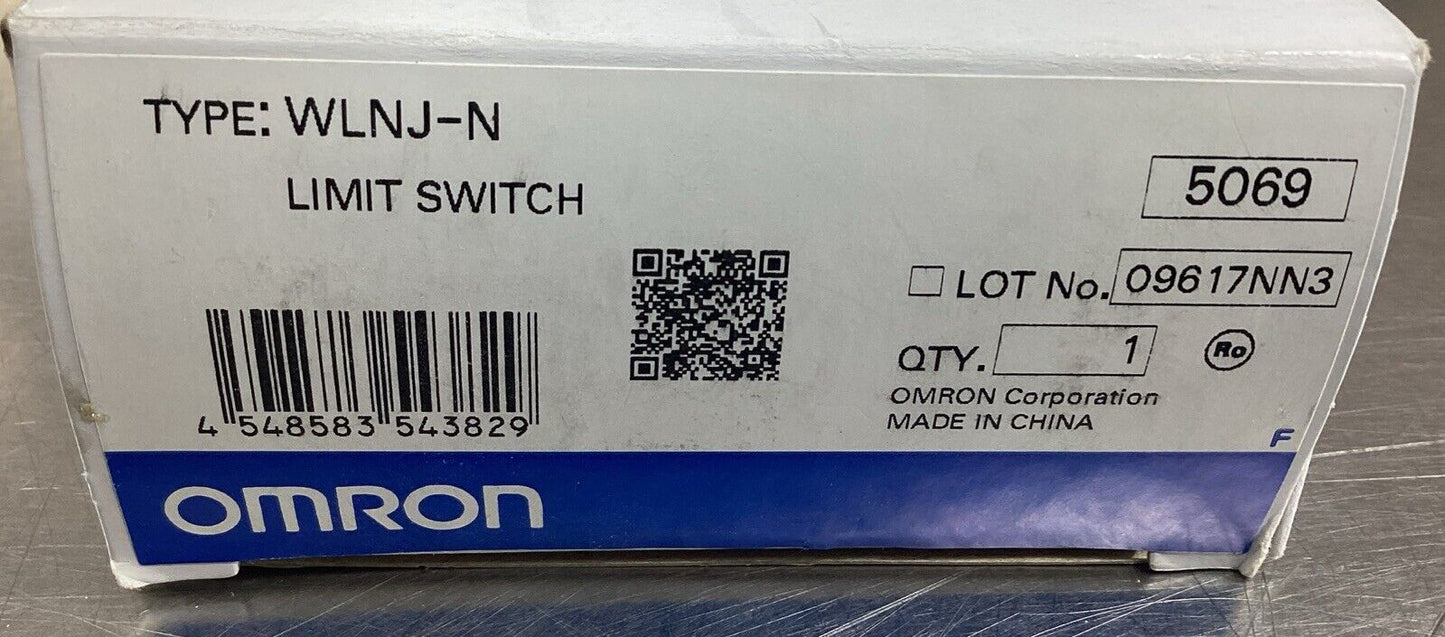 TYPE: WLNJ-N
LIMIT SWITCH
5069
LOT No. 09617NN3
QTY. 1
Ro
OMRON Corporation
MADE IN CHINA
4 548583 543829
F
OMRON